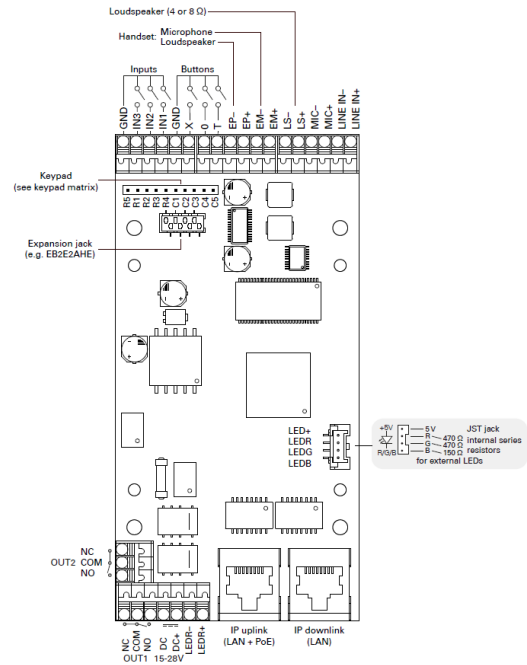 Loudspeaker (4 or 8 Ω)
Handset: Microphone
Loudspeaker
Inputs
Buttons
GND
IN3−
IN2−
IN1−
GND
X
0
T
EP−
EP+
EM−
EM+
LS−
LS+
MIC−
MIC+
LINE IN−
LINE IN+
Keypad
(see keypad matrix)
R5
R1
R2
R3
R4
C1
C2
C3
C4
C5
Expansion jack
(e.g. EB2E2AHE)
LED+
LEDR
LEDG
LEDB
+5V
R/G/B
5 V
R 470 Ω
G 470 Ω
B 150 Ω
JST jack
internal series
resistors
for external LEDs
NC
OUT2 COM
NO
NC
COM
NO
DC
DC+
LEDR−
LEDR+
OUT1 15-28V
IP uplink
(LAN + PoE)
IP downlink
(LAN)